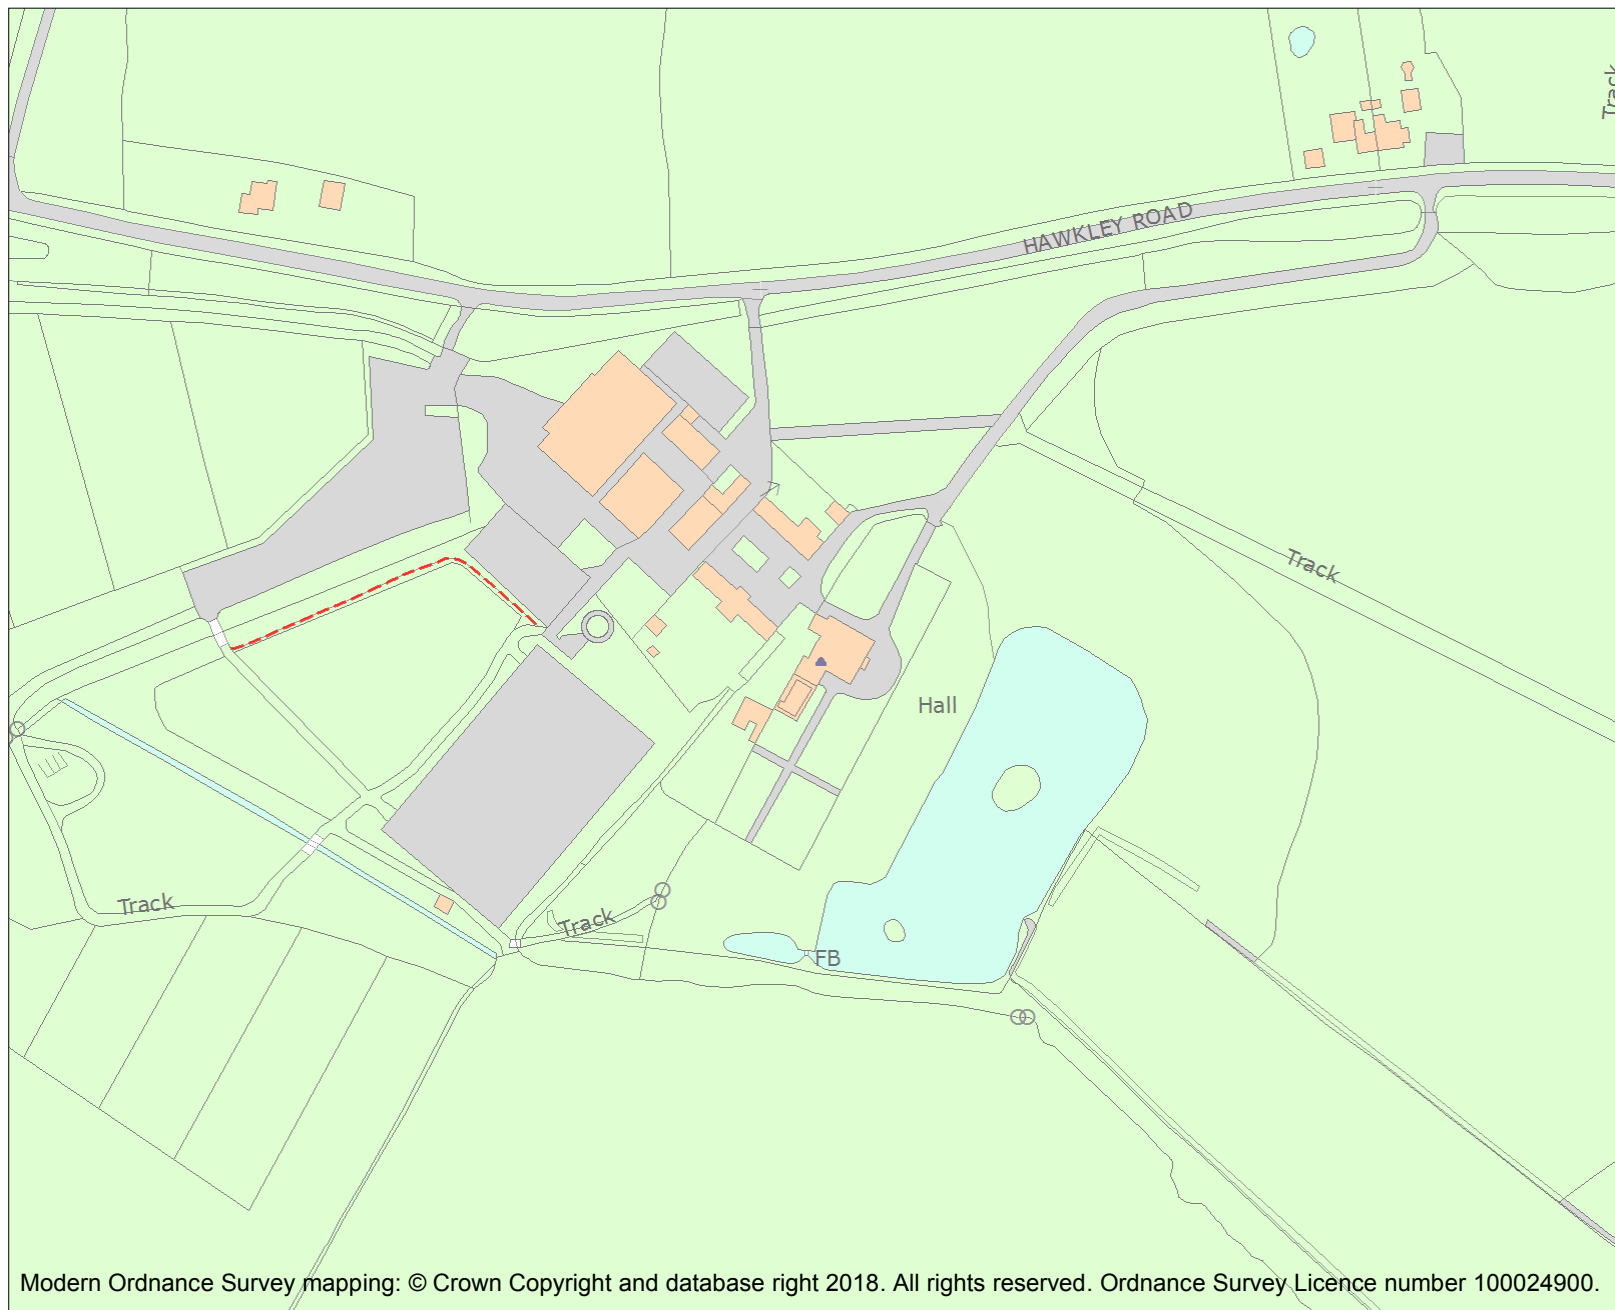 Track
HAWKLEY ROAD
Track
Hall
Track
Track
FB
Modern Ordnance Survey mapping: © Crown Copyright and database right 2018. All rights reserved. Ordnance Survey Licence number 100024900.